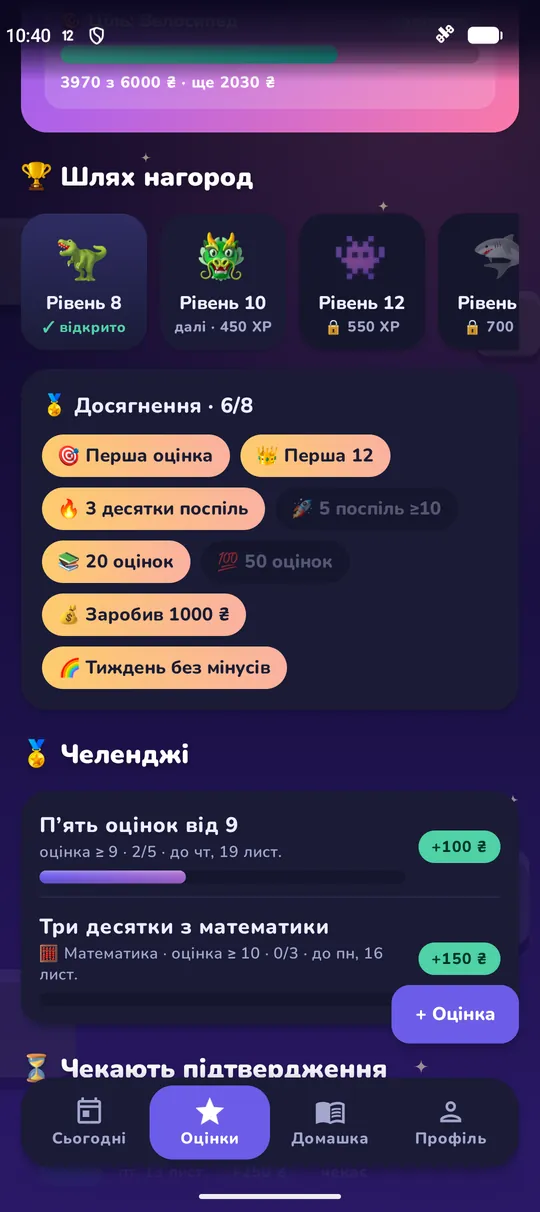 10:40 12
3970 з 6000 ₴ · ще 2030 ₴
🏆 Шлях нагород
Рівень 8
✓ відкрито
Рівень 10
далі · 450 XP
Рівень 12
🔒 550 XP
Рівень
🔒 700
🏅 Досягнення · 6/8
🎯 Перша оцінка
👑 Перша 12
🔥 3 десятки поспіль
🚀 5 поспіль ≥10
📚 20 оцінок
💯 50 оцінок
💰 Заробив 1000 ₴
🌈 Тиждень без мінусів
🏅 Челенджі
П’ять оцінок від 9
оцінка ≥ 9 · 2/5 · до чт, 19 лист.
+100 ₴
Три десятки з математики
🧮 Математика · оцінка ≥ 10 · 0/3 · до пн, 16
лист.
+150 ₴
+ Оцінка
⏳ Чекають підтвердження
Сьогодні
Оцінки
Домашка
Профіль